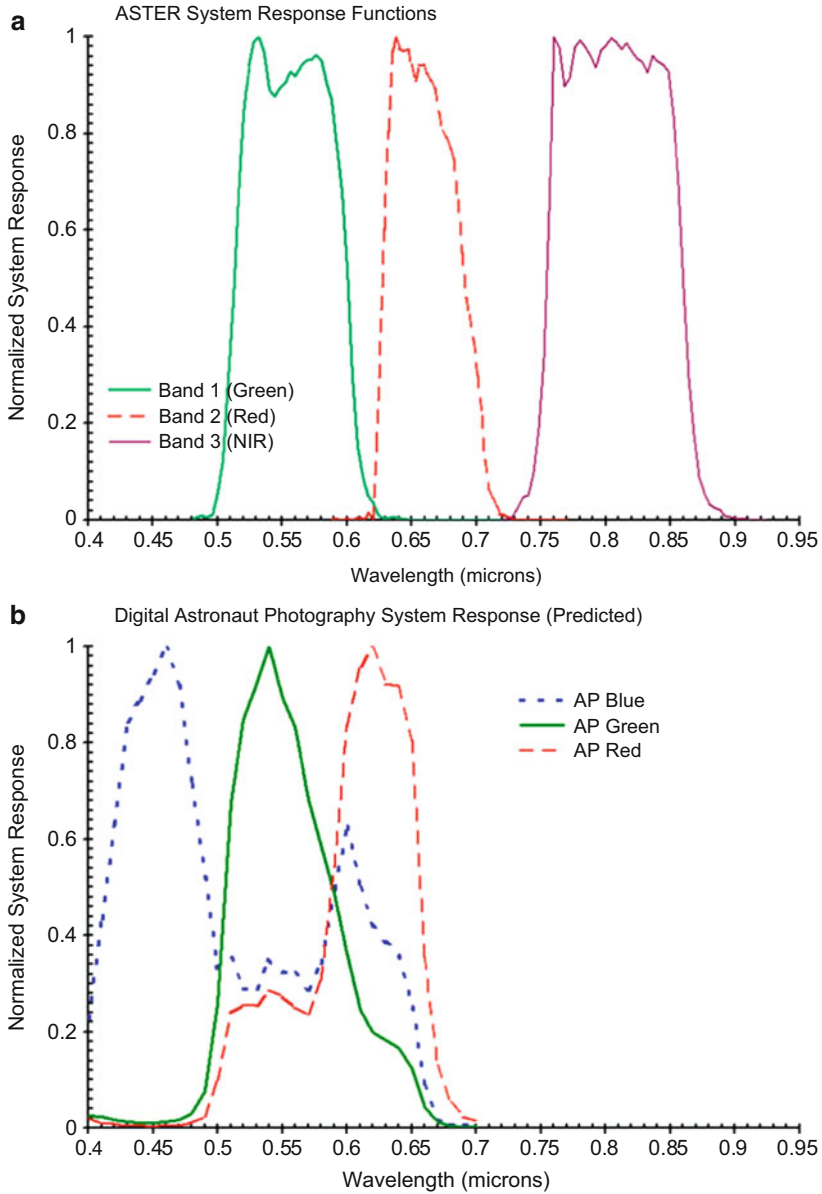 a
ASTER System Response Functions
Normalized System Response
1
0.8
0.6
0.4
0.2
0
Band 1 (Green)
Band 2 (Red)
Band 3 (NIR)
0.4 0.45 0.5 0.55 0.6 0.65 0.7 0.75 0.8 0.85 0.9 0.95
Wavelength (microns)
b
Digital Astronaut Photography System Response (Predicted)
Normalized System Response
1
0.8
0.6
0.4
0.2
0
AP Blue
AP Green
AP Red
0.4 0.45 0.5 0.55 0.6 0.65 0.7 0.75 0.8 0.85 0.9 0.95
Wavelength (microns)